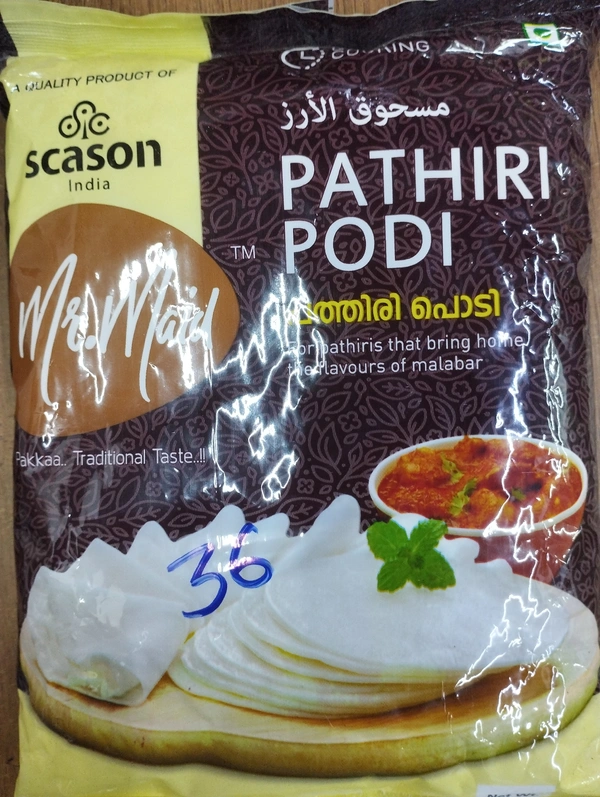 COOKING
A QUALITY PRODUCT OF
scason
India
Mr. Maid
TM
Pakkaa.. Traditional Taste..!!
مسحوق الأرز
PATHIRI
PODI
പത്തിരി പൊടി
For pathiris that bring home
the flavours of malabar
36